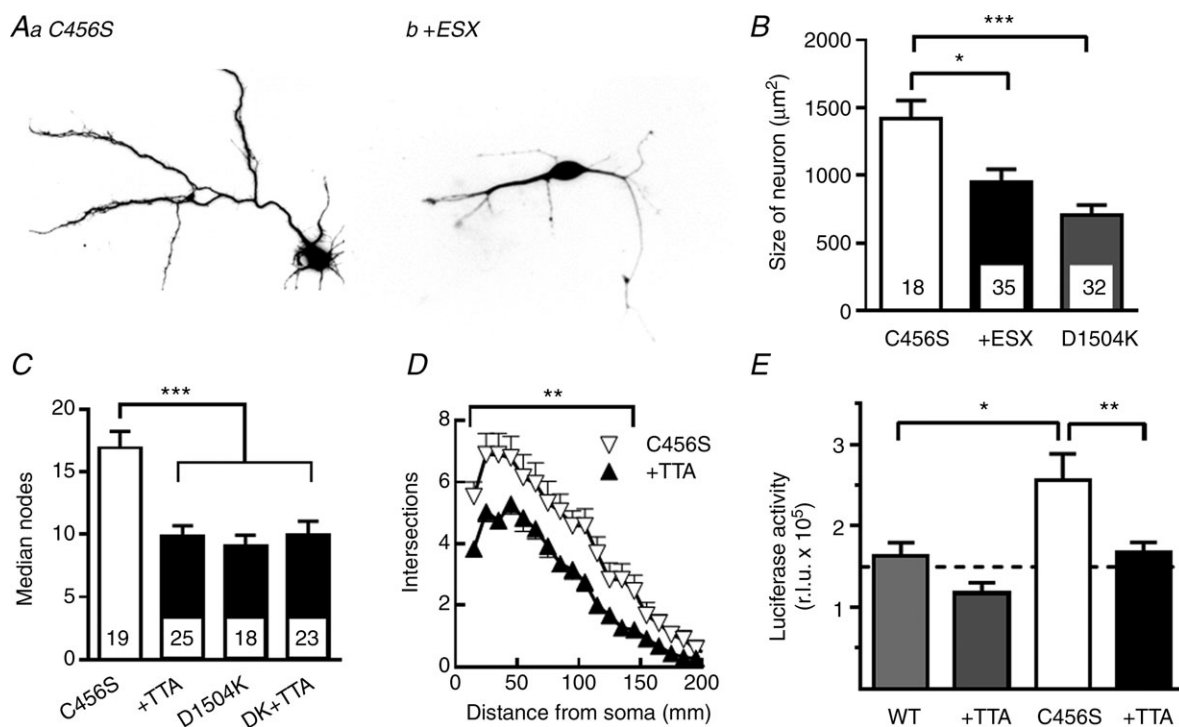 Aa C456S
b +ESX
B
***
*
2000
1500
1000
500
0
Size of neuron (µm²)
18
35
32
C456S
+ESX
D1504K
C
***
20
15
10
5
0
Median nodes
19
25
18
23
C456S
+TTA
D1504K
DK+TTA
D
**
8
6
4
2
0
Intersections
C456S
+TTA
0
50
100
150
200
Distance from soma (mm)
E
*
**
3
2
1
Luciferase activity
(r.l.u. x 10⁵)
WT
+TTA
C456S
+TTA